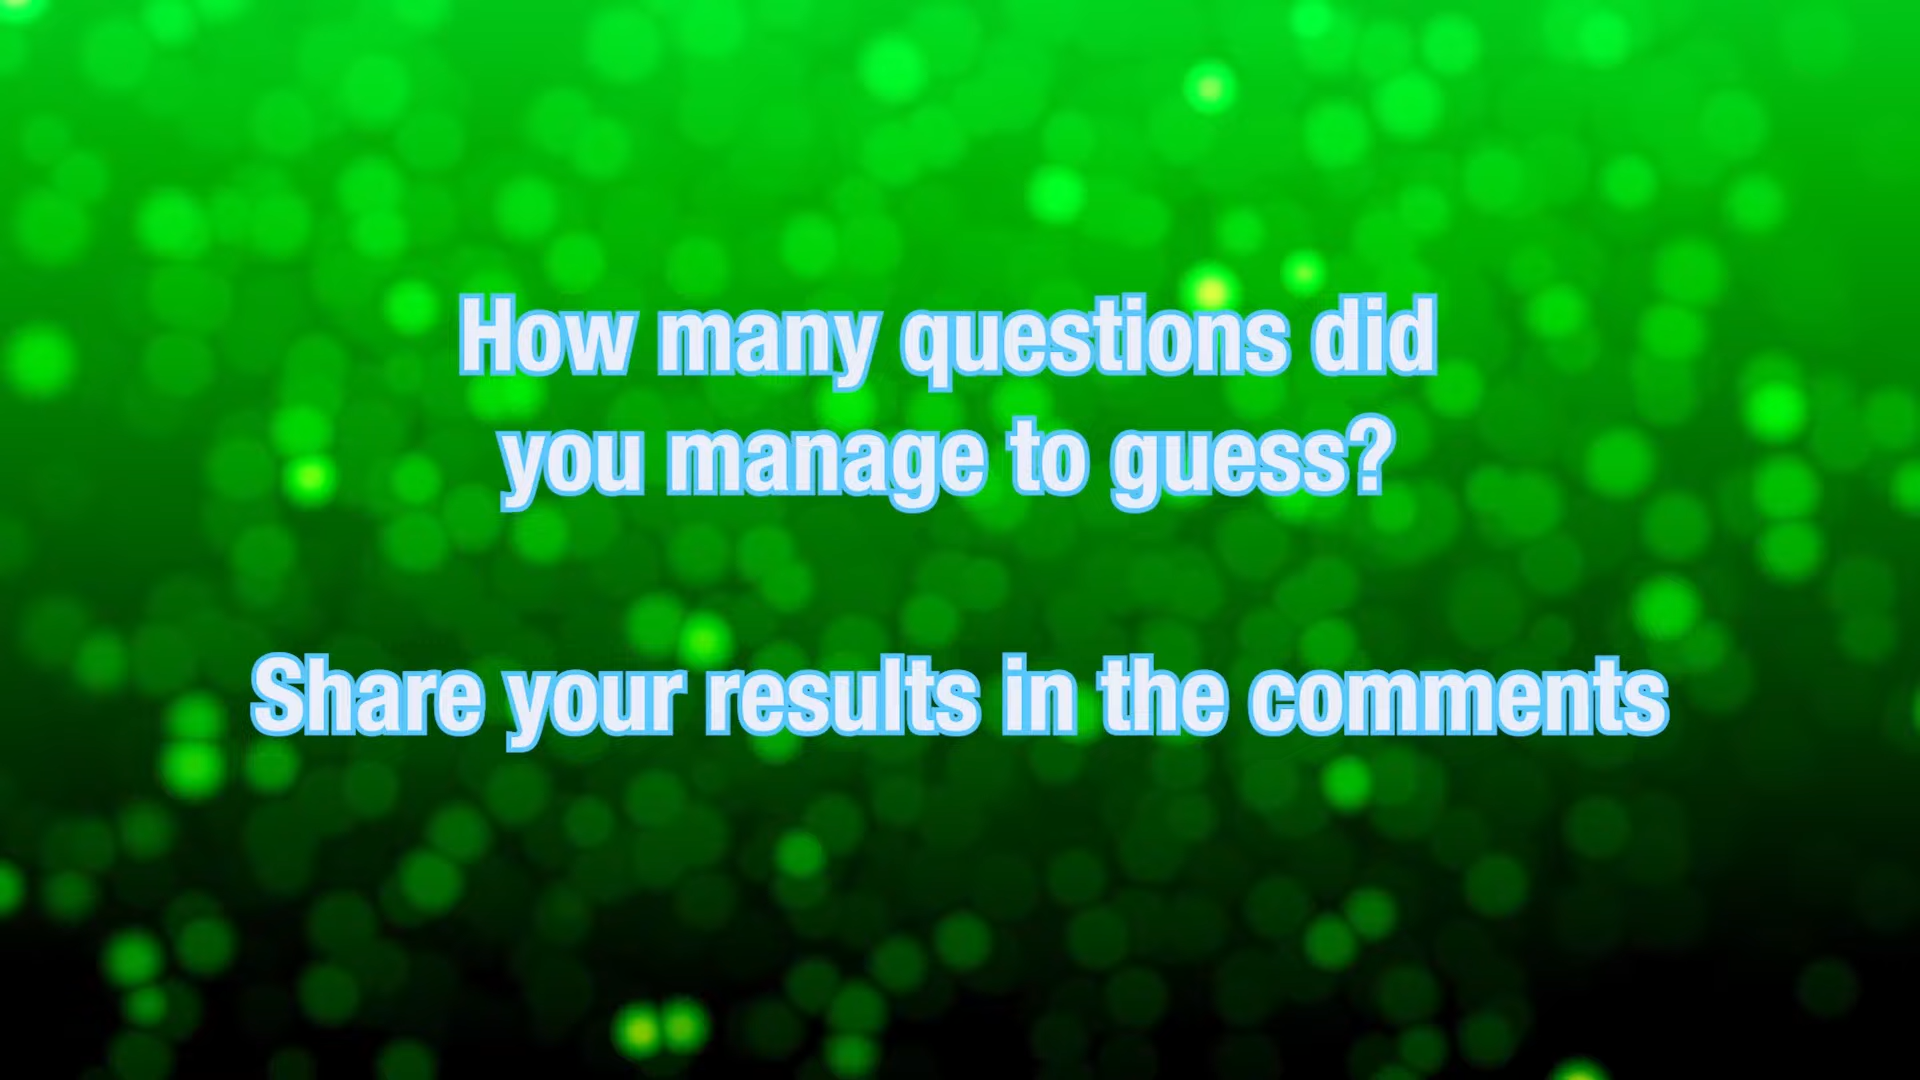 How many questions did
you manage to guess?
Share your results in the comments